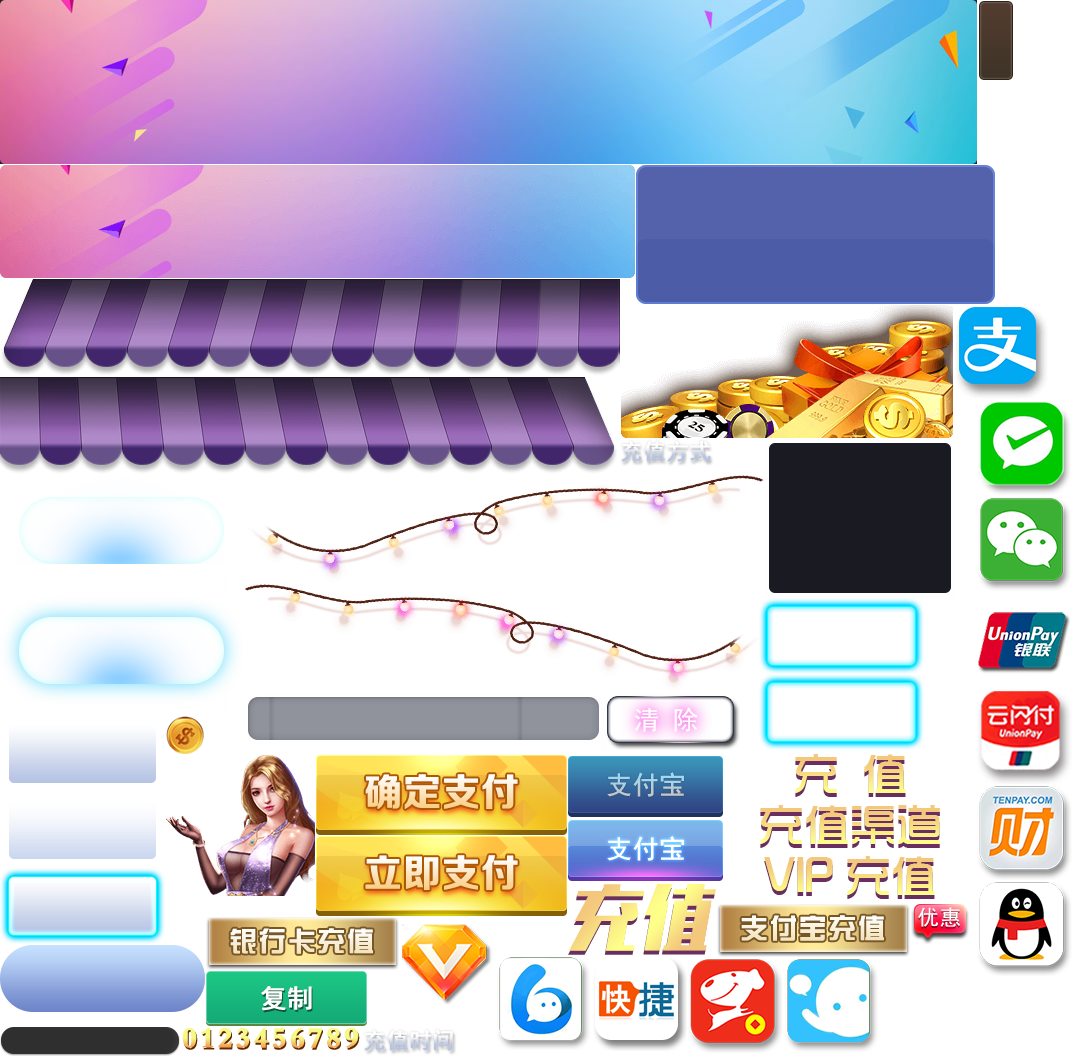 支
25
充值方式
UnionPay
银联
清 除
云闪付
UnionPay
确定支付
支付宝
充 值
充值渠道
VIP 充值
TENPAY.COM
财
立即支付
支付宝
充值
银行卡充值
支付宝充值
优惠
复制
快捷
0123456789
充值时间